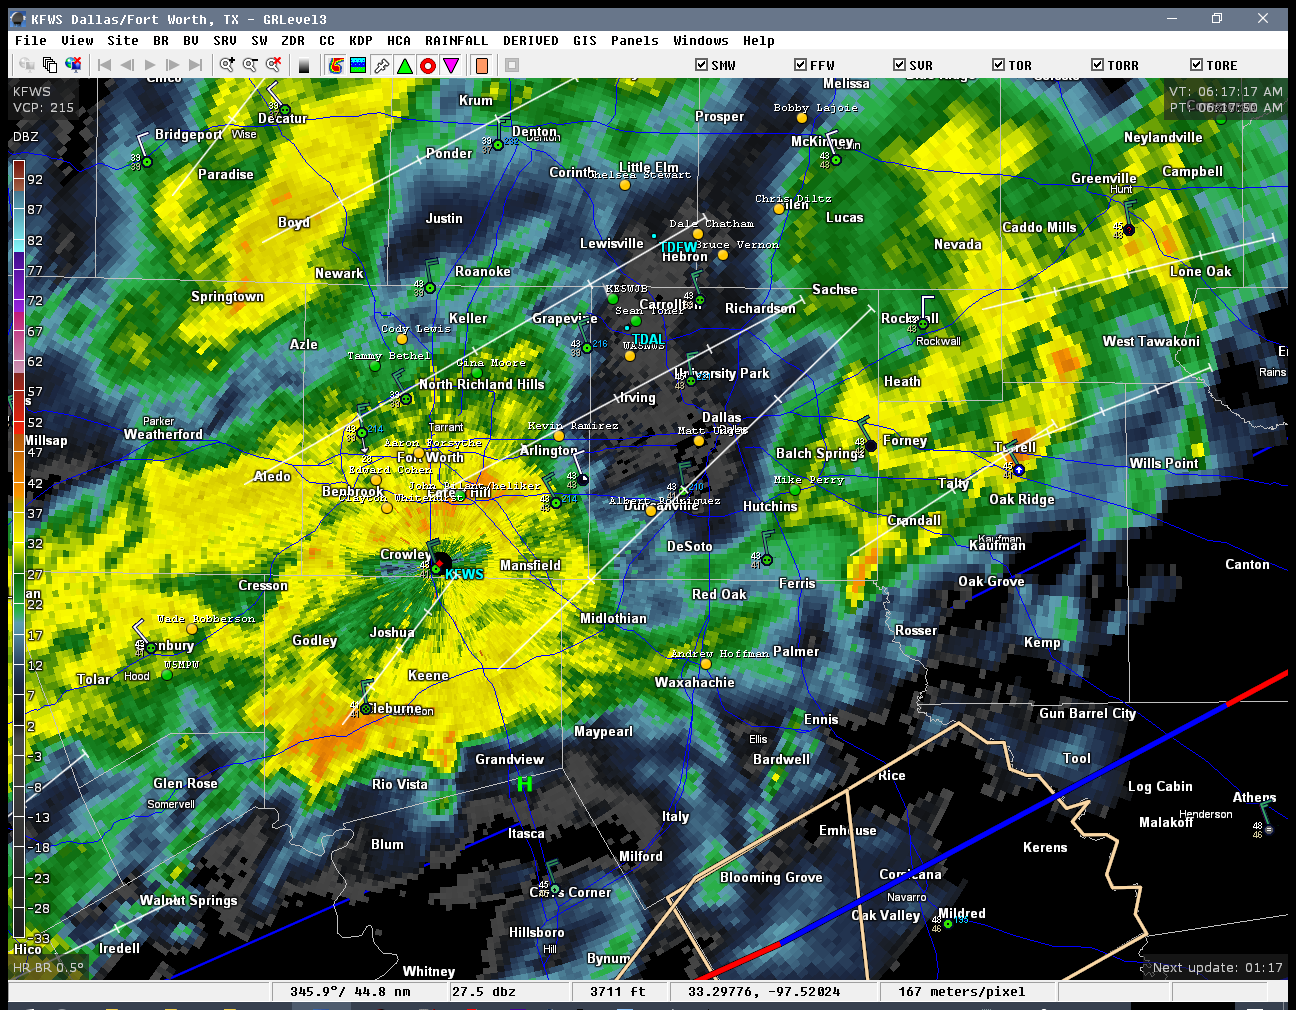 KFWS Dallas/Fort Worth, TX - GRLevel3
File View Site BR BV SRV SW ZDR CC KDP HCA RAINFALL DERIVED GIS Panels Windows Help
SMW FFW SVR TOR TORR TORE
KFWS
VCP: 215
DBZ
VT: 06:17:17 AM
PT: 06:17:50 AM
Krum
Melissa
Prosper
Bobby Lajoie
Decatur
Bridgeport
Wise
Denton
Denton
McKinney
Neylandville
Ponder
Little Elm
Corinth
Chelsea Stewart
Greenville
Campbell
Hunt
Paradise
Chris Diltz
Justin
Lucas
Boyd
Dale Chatham
Caddo Mills
Lewisville
TDFW
Bruce Vernon
Hebron
Nevada
Newark
Roanoke
Lone Oak
Springtown
KE5WJB
Sachse
Carrollton
Richardson
Sean Toner
Keller
Grapevine
Rockwall
Cody Lewis
TDAL
Rockwall
Azle
WA5NWS
West Tawakoni
Tammy Bethel
Gina Moore
University Park
Rains
North Richland Hills
Heath
Irving
Dallas
Parker
Weatherford
Tarrant
Kevin Ramirez
Matt Unger
Millsap
Aaron Forsythe
Arlington
Balch Springs
Forney
Terrell
Fort Worth
Edward Cohen
Wills Point
Aledo
Mike Perry
Talty
Benbrook
John Holant/heliker
Hill
Albert Rodriguez
Duncanville
Hutchins
Oak Ridge
Crandall
DeSoto
Kaufman
Kaufman
Crowley
Mansfield
Canton
KFWS
Cresson
Ferris
Oak Grove
Red Oak
Wade Robberson
Midlothian
Rosser
Joshua
Godley
Kemp
W5MPW
Andrew Hoffman
Palmer
Tolar
Hood
Keene
Waxahachie
Gun Barrel City
Ennis
Maypearl
Ellis
Grandview
Bardwell
Tool
Glen Rose
Rio Vista
H
Rice
Log Cabin
Somervell
Athens
Henderson
Italy
Malakoff
Itasca
Emhouse
Blum
Kerens
Milford
Blooming Grove
Corsicana
Walnut Springs
Carl's Corner
Navarro
Oak Valley
Mildred
Hillsboro
Iredell
Hico
Hill
Bynum
Whitney
92
87
82
77
72
67
62
57
52
47
42
37
32
27
22
17
12
7
2
-3
-8
-13
-18
-23
-28
-33
HR BR 0.5°
Next update: 01:17
345.9°/ 44.8 nm 27.5 dbz 3711 ft 33.29776, -97.52024 167 meters/pixel